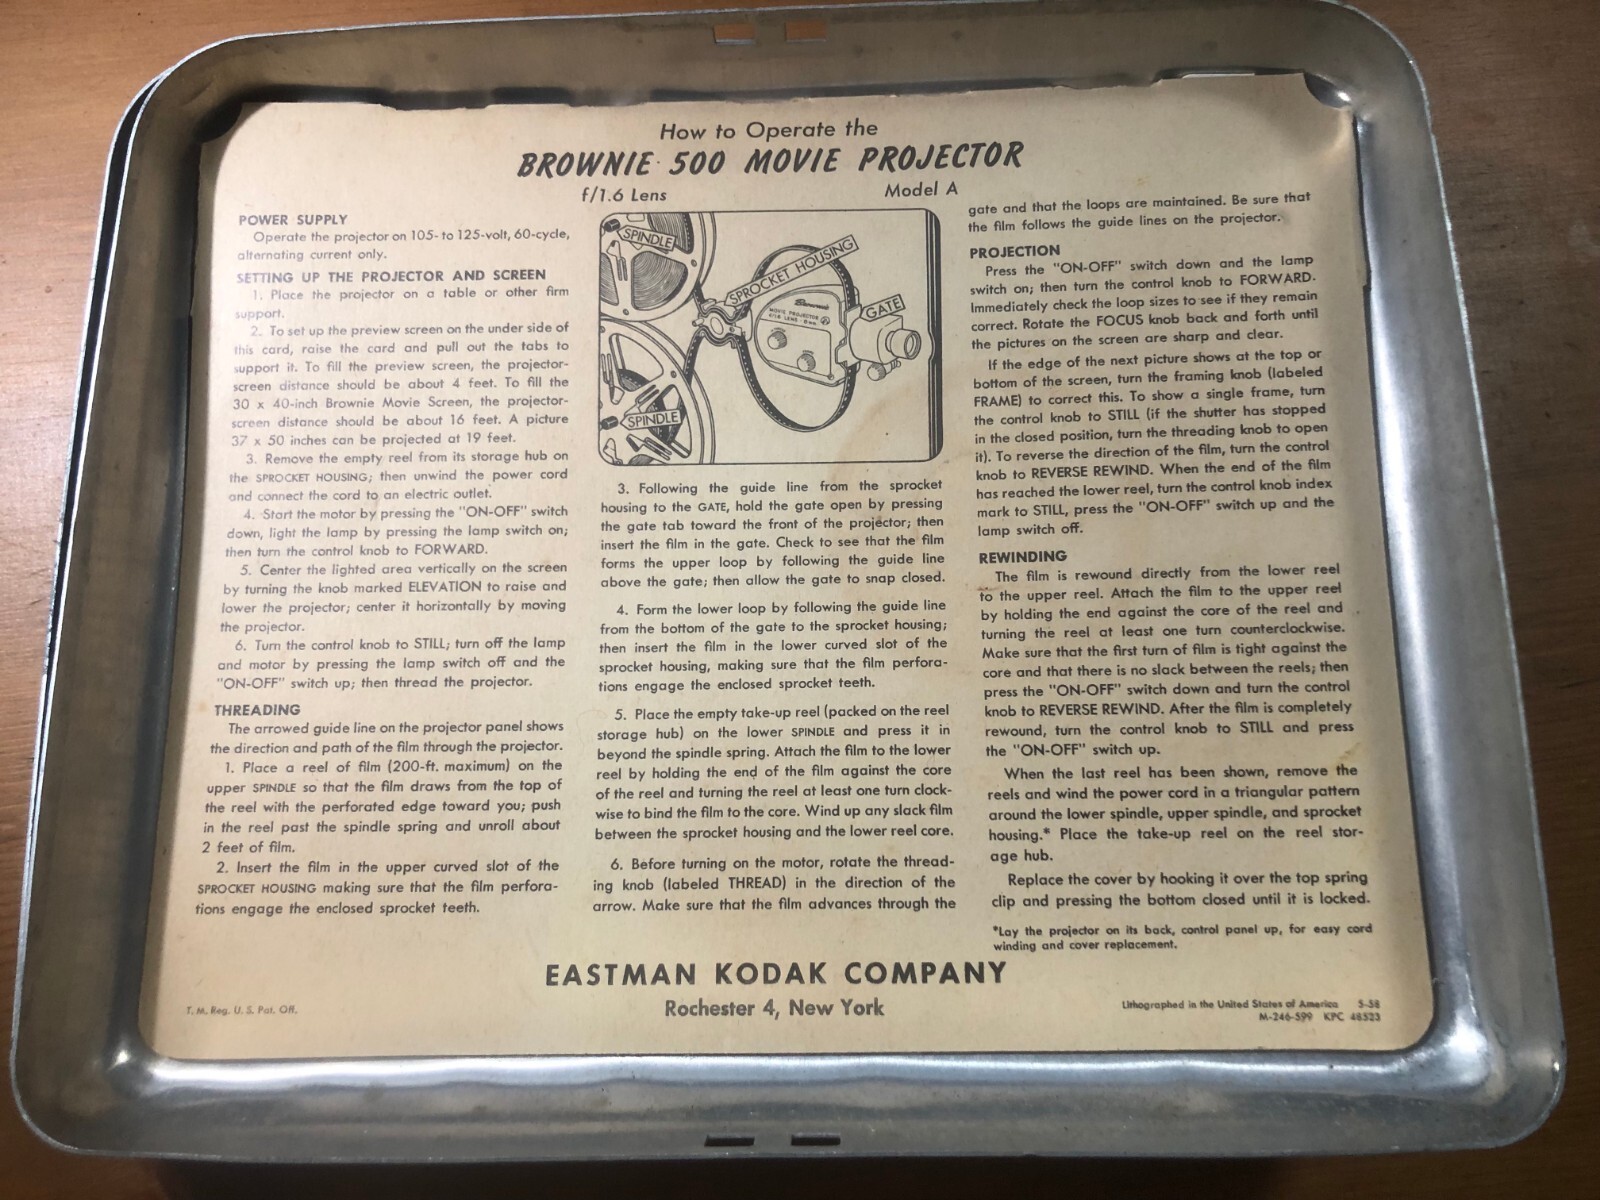 How to Operate the
BROWNIE 500 MOVIE PROJECTOR
f/1.6 Lens
Model A
POWER SUPPLY
Operate the projector on 105- to 125-volt, 60-cycle,
alternating current only.
SETTING UP THE PROJECTOR AND SCREEN
1. Place the projector on a table or other firm
support.
2. To set up the preview screen on the under side of
this card, raise the card and pull out the tabs to
support it. To fill the preview screen, the projector-
screen distance should be about 4 feet. To fill the
30 x 40-inch Brownie Movie Screen, the projector-
screen distance should be about 16 feet. A picture
37 x 50 inches can be projected at 19 feet.
3. Remove the empty reel from its storage hub on
the SPROCKET HOUSING; then unwind the power cord
and connect the cord to an electric outlet.
4. Start the motor by pressing the "ON-OFF" switch
down, light the lamp by pressing the lamp switch on;
then turn the control knob to FORWARD.
5. Center the lighted area vertically on the screen
by turning the knob marked ELEVATION to raise and
lower the projector; center it horizontally by moving
the projector.
6. Turn the control knob to STILL; turn off the lamp
and motor by pressing the lamp switch off and the
"ON-OFF" switch up; then thread the projector.
THREADING
The arrowed guide line on the projector panel shows
the direction and path of the film through the projector.
1. Place a reel of film (200-ft. maximum) on the
upper SPINDLE so that the film draws from the top of
the reel with the perforated edge toward you; push
in the reel past the spindle spring and unroll about
2 feet of film.
2. Insert the film in the upper curved slot of the
SPROCKET HOUSING making sure that the film perfora-
tions engage the enclosed sprocket teeth.
SPINDLE
SPROCKET HOUSING
GATE
Brownie
MOVIE PROJECTOR
f/1.6 LENS · 8mm
SPINDLE
3. Following the guide line from the sprocket
housing to the GATE, hold the gate open by pressing
the gate tab toward the front of the projector; then
insert the film in the gate. Check to see that the film
forms the upper loop by following the guide line
above the gate; then allow the gate to snap closed.
4. Form the lower loop by following the guide line
from the bottom of the gate to the sprocket housing;
then insert the film in the lower curved slot of the
sprocket housing, making sure that the film perfora-
tions engage the enclosed sprocket teeth.
5. Place the empty take-up reel (packed on the reel
storage hub) on the lower SPINDLE and press it in
beyond the spindle spring. Attach the film to the lower
reel by holding the end of the film against the core
of the reel and turning the reel at least one turn clock-
wise to bind the film to the core. Wind up any slack film
between the sprocket housing and the lower reel core.
6. Before turning on the motor, rotate the thread-
ing knob (labeled THREAD) in the direction of the
arrow. Make sure that the film advances through the
gate and that the loops are maintained. Be sure that
the film follows the guide lines on the projector.
PROJECTION
Press the "ON-OFF" switch down and the lamp
switch on; then turn the control knob to FORWARD.
Immediately check the loop sizes to see if they remain
correct. Rotate the FOCUS knob back and forth until
the pictures on the screen are sharp and clear.
If the edge of the next picture shows at the top or
bottom of the screen, turn the framing knob (labeled
FRAME) to correct this. To show a single frame, turn
the control knob to STILL (if the shutter has stopped
in the closed position, turn the threading knob to open
it). To reverse the direction of the film, turn the control
knob to REVERSE REWIND. When the end of the film
has reached the lower reel, turn the control knob index
mark to STILL, press the "ON-OFF" switch up and the
lamp switch off.
REWINDING
The film is rewound directly from the lower reel
to the upper reel. Attach the film to the upper reel
by holding the end against the core of the reel and
turning the reel at least one turn counterclockwise.
Make sure that the first turn of film is tight against the
core and that there is no slack between the reels; then
press the "ON-OFF" switch down and turn the control
knob to REVERSE REWIND. After the film is completely
rewound, turn the control knob to STILL and press
the "ON-OFF" switch up.
When the last reel has been shown, remove the
reels and wind the power cord in a triangular pattern
around the lower spindle, upper spindle, and sprocket
housing.* Place the take-up reel on the reel stor-
age hub.
Replace the cover by hooking it over the top spring
clip and pressing the bottom closed until it is locked.
*Lay the projector on its back, control panel up, for easy cord
winding and cover replacement.
EASTMAN KODAK COMPANY
Rochester 4, New York
T. M. Reg. U. S. Pat. Off.
Lithographed in the United States of America 5-58
M-246-599 KPC 48523